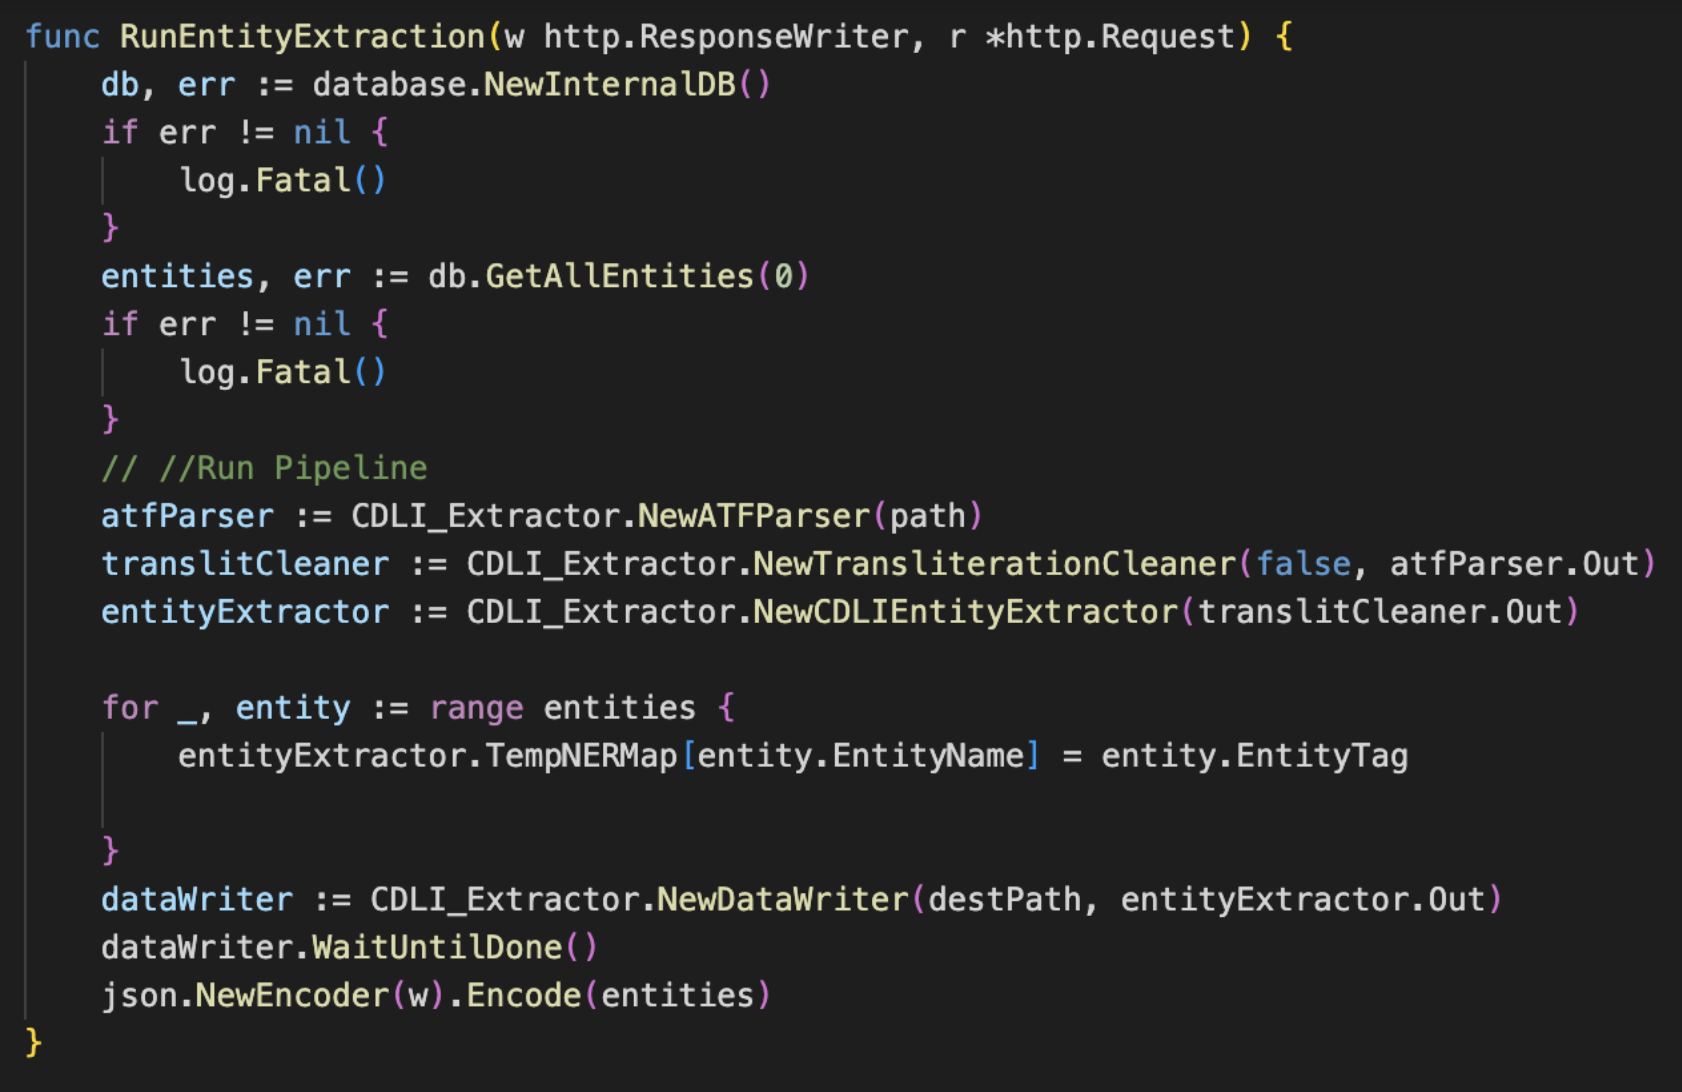 func RunEntityExtraction(w http.ResponseWriter, r *http.Request) {
    db, err := database.NewInternalDB()
    if err != nil {
        log.Fatal()
    }
    entities, err := db.GetAllEntities(0)
    if err != nil {
        log.Fatal()
    }
    // //Run Pipeline
    atfParser := CDLI_Extractor.NewATFParser(path)
    translitCleaner := CDLI_Extractor.NewTransliterationCleaner(false, atfParser.Out)
    entityExtractor := CDLI_Extractor.NewCDLIEntityExtractor(translitCleaner.Out)

    for _, entity := range entities {
        entityExtractor.TempNERMap[entity.EntityName] = entity.EntityTag

    }
    dataWriter := CDLI_Extractor.NewDataWriter(destPath, entityExtractor.Out)
    dataWriter.WaitUntilDone()
    json.NewEncoder(w).Encode(entities)
}